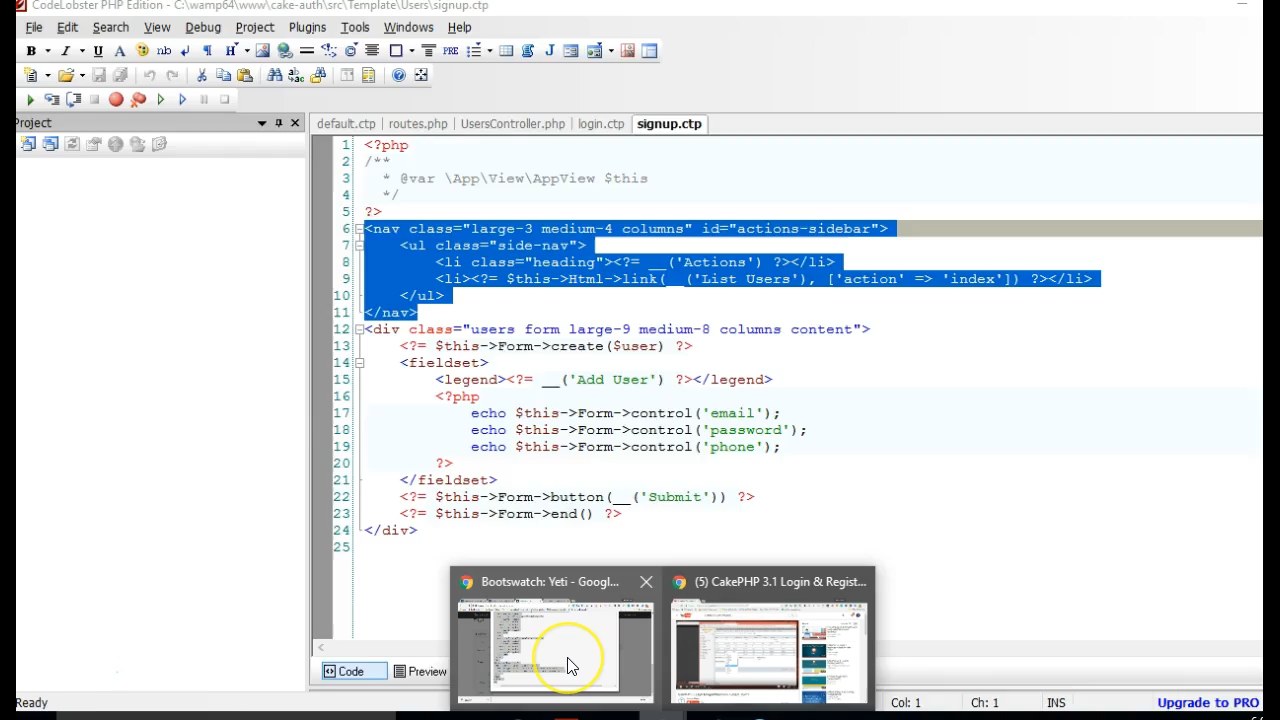 CodeLobster PHP Edition - C:\wamp64\www\cake-auth\src\Template\Users\signup.ctp
File Edit Search View Debug Project Plugins Tools Windows Help
B I U A nb H PRE J
Project
default.ctp routes.php UsersController.php login.ctp signup.ctp
1 <?php
2 /**
3 * @var \App\View\AppView $this
4 */
5 ?>
6 <nav class="large-3 medium-4 columns" id="actions-sidebar">
7 <ul class="side-nav">
8 <li class="heading"><?= __('Actions') ?></li>
9 <li><?= $this->Html->link(__('List Users'), ['action' => 'index']) ?></li>
10 </ul>
11 </nav>
12 <div class="users form large-9 medium-8 columns content">
13 <?= $this->Form->create($user) ?>
14 <fieldset>
15 <legend><?= __('Add User') ?></legend>
16 <?php
17 echo $this->Form->control('email');
18 echo $this->Form->control('password');
19 echo $this->Form->control('phone');
20 ?>
21 </fieldset>
22 <?= $this->Form->button(__('Submit')) ?>
23 <?= $this->Form->end() ?>
24 </div>
25
Bootswatch: Yeti - Googl... (5) CakePHP 3.1 Login & Regist...
Code Preview
Ready Col: 1 Ch: 1 INS Upgrade to PRO